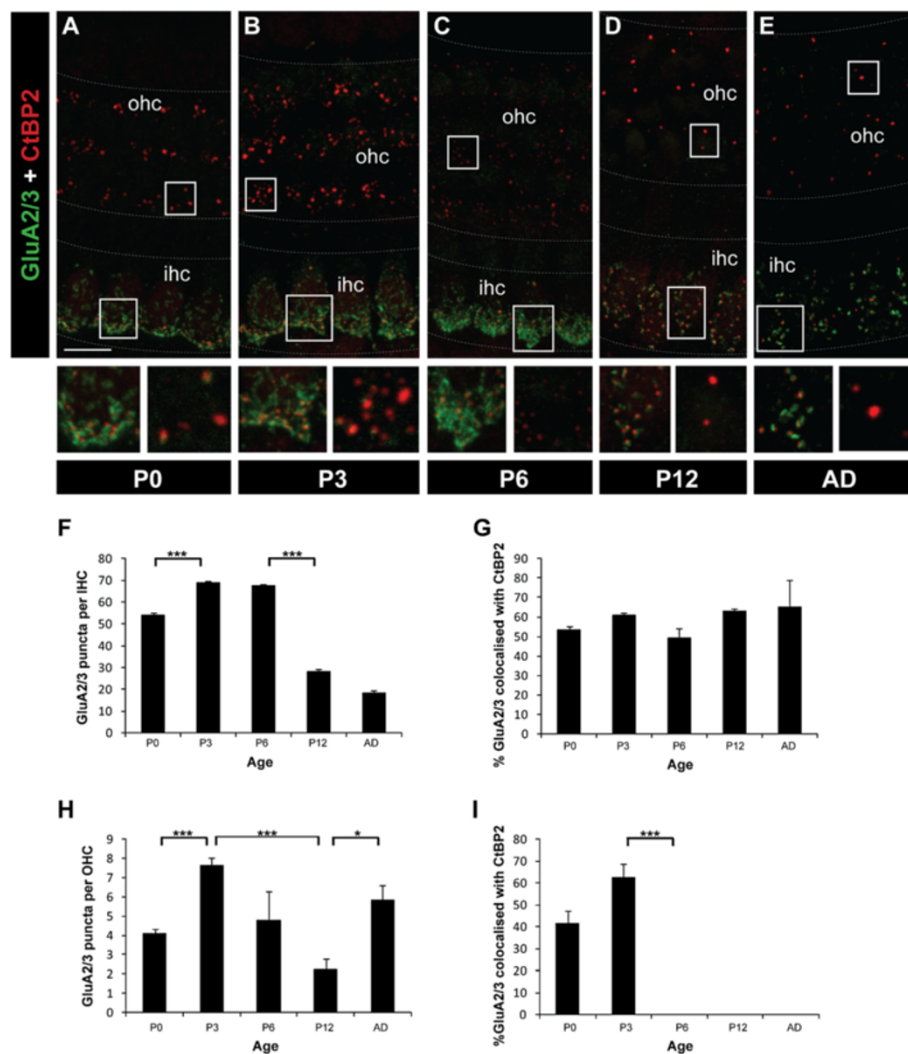 GluA2/3 + CtBP2
A
B
C
D
E
ohc
ohc
ohc
ohc
ohc
ihc
ihc
ihc
ihc
ihc
P0
P3
P6
P12
AD
F
***
***
80
70
60
50
40
30
20
10
0
GluA2/3 puncta per IHC
P0
P3
P6
P12
AD
Age
G
90
80
70
60
50
40
30
20
10
0
% GluA2/3 colocalised with CtBP2
P0
P3
P6
P12
AD
Age
H
***
***
*
9
8
7
6
5
4
3
2
1
0
GluA2/3 puncta per OHC
P0
P3
P6
P12
AD
Age
I
***
80
70
60
50
40
30
20
10
0
%GluA2/3 colocalised with CtBP2
P0
P3
P6
P12
AD
Age